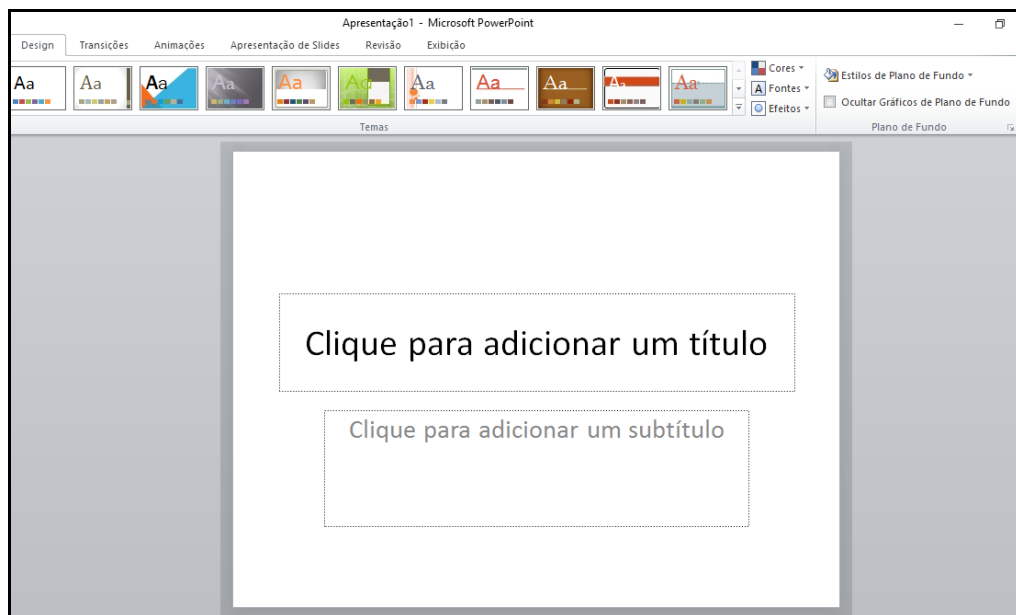 Apresentação1 - Microsoft PowerPoint
Design Transições Animações Apresentação de Slides Revisão Exibição
Aa Aa Aa Aa Aa Aa Aa Aa Aa Aa Aa
Cores
Fontes
Efeitos
Estilos de Plano de Fundo
Ocultar Gráficos de Plano de Fundo
Temas
Plano de Fundo
Clique para adicionar um título
Clique para adicionar um subtítulo